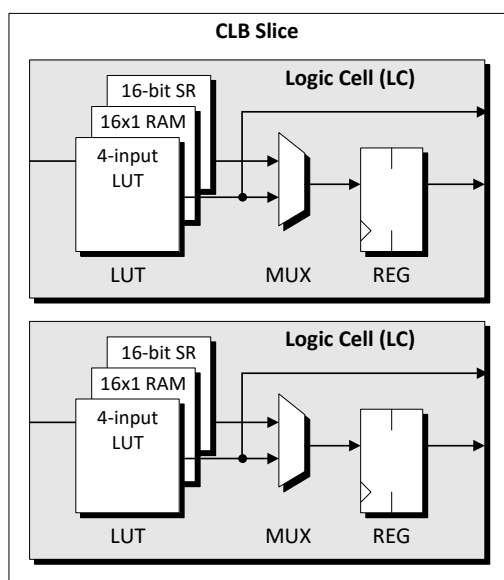 CLB Slice
Logic Cell (LC)
16-bit SR
16x1 RAM
4-input
LUT
LUT
MUX
REG
Logic Cell (LC)
16-bit SR
16x1 RAM
4-input
LUT
LUT
MUX
REG